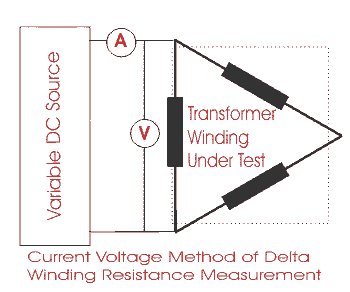 Variable DC Source
A
V
Transformer
Winding
Under Test
Current Voltage Method of Delta
Winding Resistance Measurement